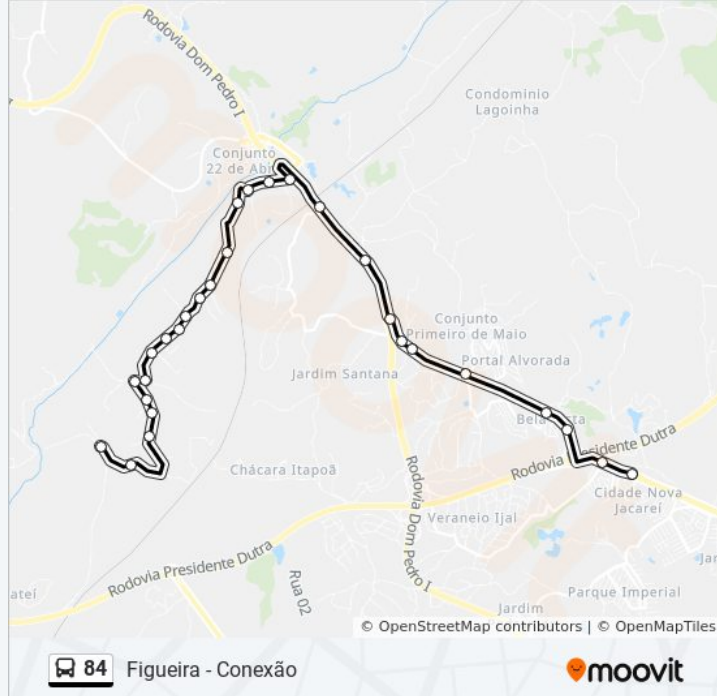 Rodovia Dom Pedro I
Condominio
Lagoinha
Conjunto
22 de Abr
Conjunto
Primeiro de Maio
Portal Alvorada
Jardim Santana
Rodovia Presidente Dutra
Chácara Itapoã
Cidade Nova
Jacareí
Rodovia Dom Pedro I
Veraneio Ijal
Rodovia Presidente Dutra
Rua 02
Parque Imperial
Jardim
© OpenStreetMap contributors | © OpenMapTiles
84 Figueira - Conexão
moovit